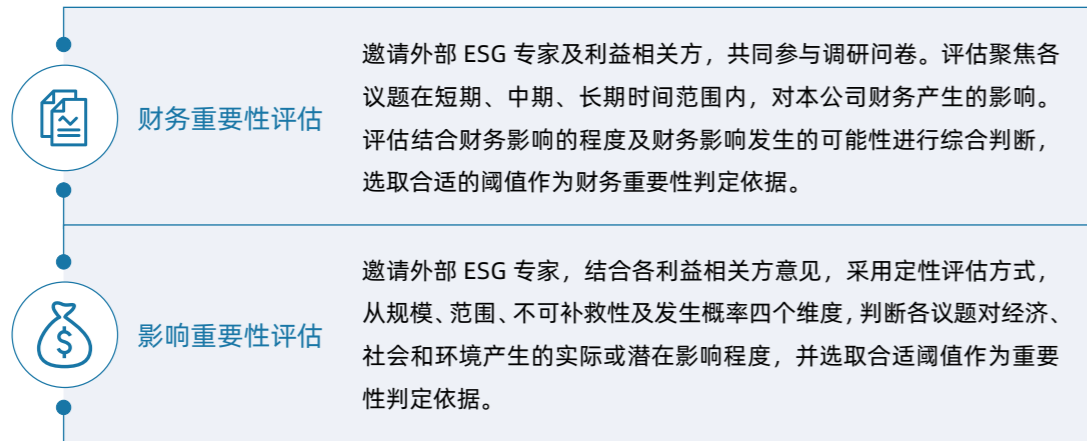 财务重要性评估
邀请外部 ESG 专家及利益相关方，共同参与调研问卷。评估聚焦各
议题在短期、中期、长期时间范围内，对本公司财务产生的影响。
评估结合财务影响的程度及财务影响发生的可能性进行综合判断，
选取合适的阈值作为财务重要性判定依据。
影响重要性评估
邀请外部 ESG 专家，结合各利益相关方意见，采用定性评估方式，
从规模、范围、不可补救性及发生概率四个维度，判断各议题对经济、
社会和环境产生的实际或潜在影响程度，并选取合适阈值作为重要
性判定依据。
$